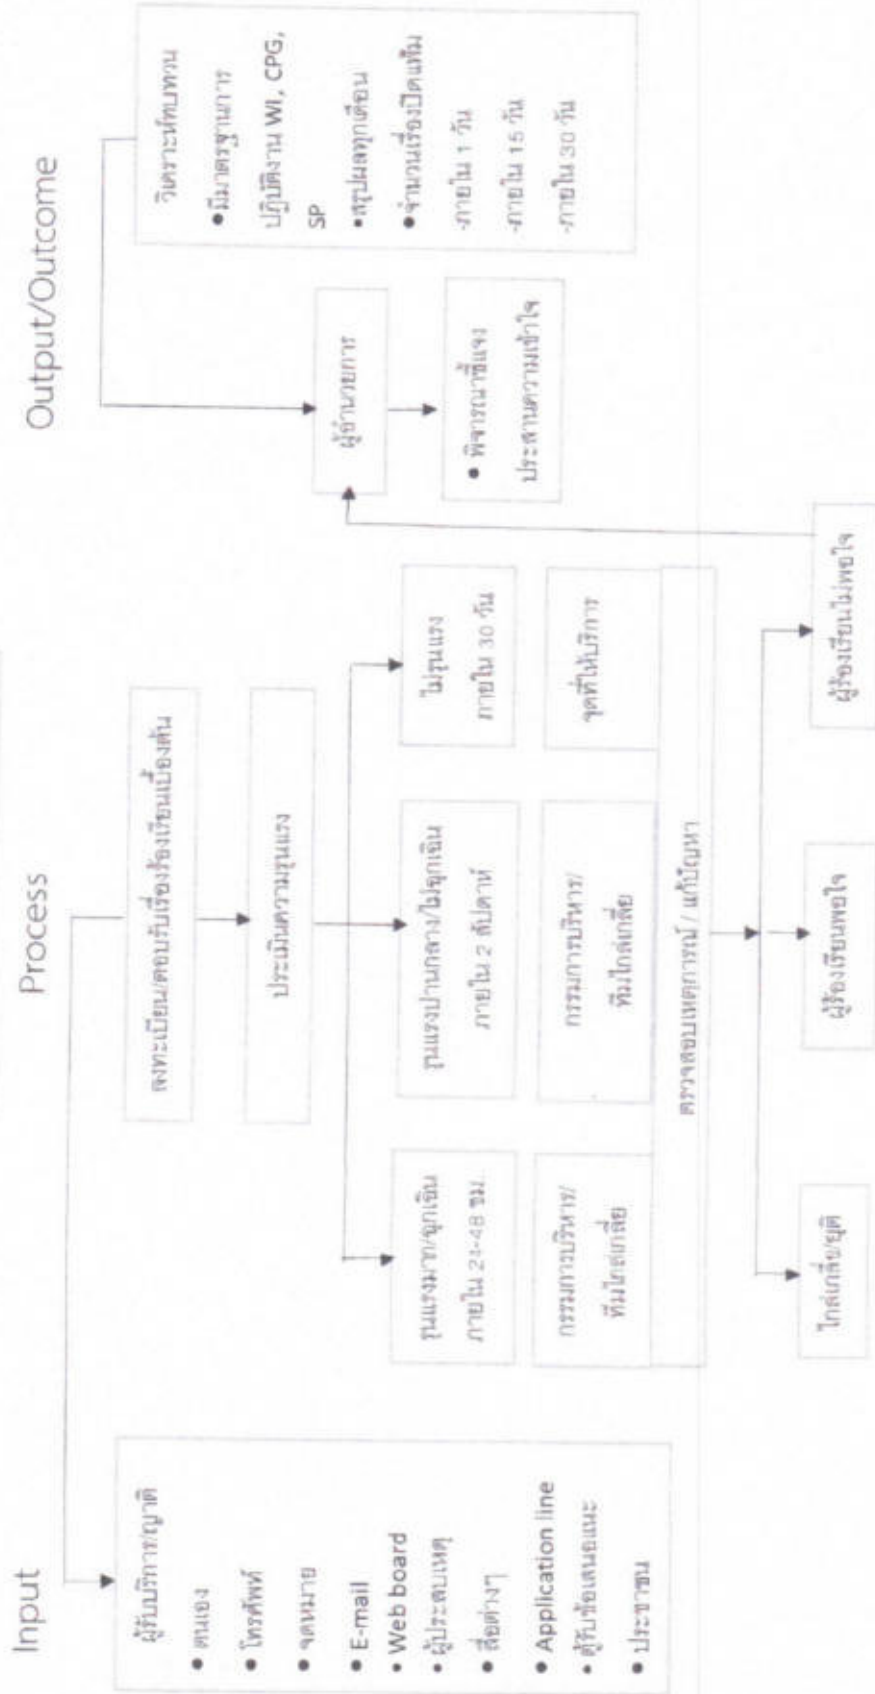 Input
Process
Output/Outcome
ผู้รับบริการ/ญาติ
● ตนเอง
● โทรศัพท์
● จดหมาย
● E-mail
● Web board
● ผู้ประสบเหตุ
● สื่อต่างๆ
● Application line
● ตู้รับข้อเสนอแนะ
● ประชาชน
ลงทะเบียน/ตอบรับเรื่องร้องเรียนเบื้องต้น
ประเมินความรุนแรง
รุนแรงมาก/ฉุกเฉิน
ภายใน 24-48 ชม.
รุนแรงปานกลาง/ไม่ฉุกเฉิน
ภายใน 2 สัปดาห์
ไม่รุนแรง
ภายใน 30 วัน
กรรมการบริหาร/
ทีมไกล่เกลี่ย
กรรมการบริหาร/
ทีมไกล่เกลี่ย
จุดที่ให้บริการ
ตรวจสอบเหตุการณ์ / แก้ปัญหา
ไกล่เกลี่ย/ยุติ
ผู้ร้องเรียนพอใจ
ผู้ร้องเรียนไม่พอใจ
ผู้อำนวยการ
● พิจารณาชี้แจง
ประสานความเข้าใจ
วิเคราะห์ทบทวน
●มีมาตรฐานการ
ปฏิบัติงาน WI, CPG,
SP
●สรุปผลทุกเดือน
●จำนวนเรื่องปิดแฟ้ม
-ภายใน 1 วัน
-ภายใน 15 วัน
-ภายใน 30 วัน